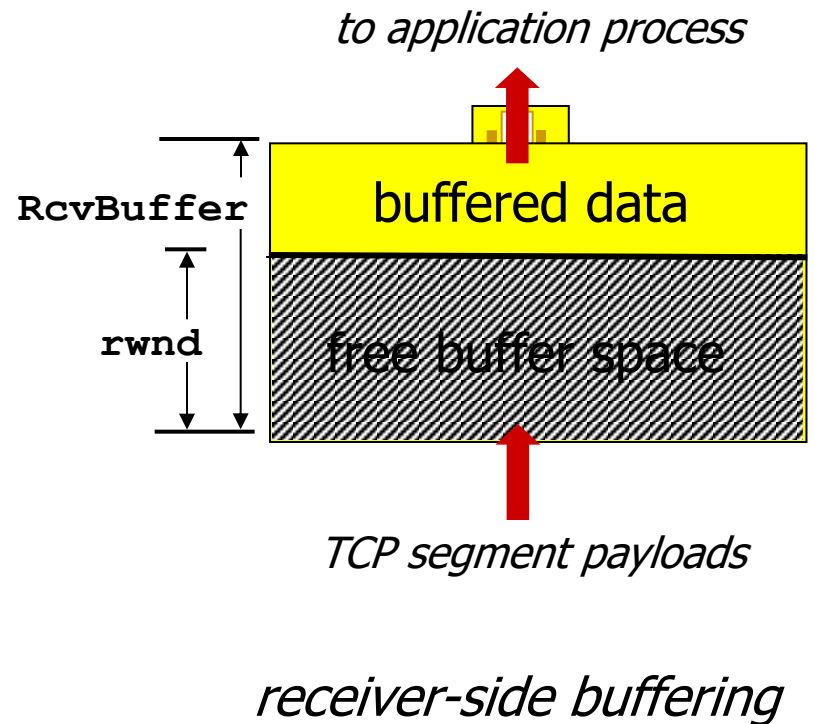 to application process
RcvBuffer
buffered data
rwnd
free buffer space
TCP segment payloads
receiver-side buffering